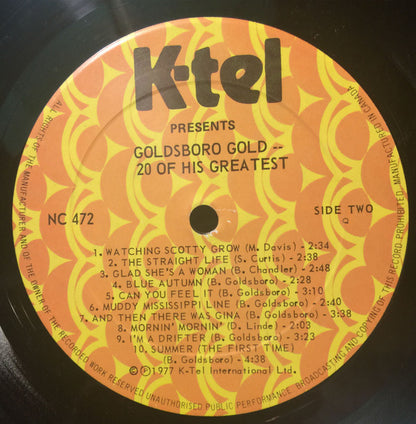 K-tel
PRESENTS
GOLDSBORO GOLD --
20 OF HIS GREATEST
NC 472
SIDE TWO
1. WATCHING SCOTTY GROW (M. Davis) - 2:34
2. THE STRAIGHT LIFE (S. Curtis) - 2:38
3. GLAD SHE'S A WOMAN (B. Chandler) - 2:48
4. BLUE AUTUMN (B. Goldsboro) - 2:28
5. CAN YOU FEEL IT (B. Goldsboro) - 3:10
6. MUDDY MISSISSIPPI LINE (B. Goldsboro) - 2:40
7. AND THEN THERE WAS GINA (B. Goldsboro) - 3:38
8. MORNIN' MORNIN' (D. Linde) - 2:03
9. I'M A DRIFTER (B. Goldsboro) - 3:23
10. SUMMER (THE FIRST TIME)
(B. Goldsboro) - 4:38
©℗1977 K-Tel International Ltd.
ALL RIGHTS OF THE MANUFACTURER AND OF THE OWNER OF THE RECORDED WORK RESERVED UNAUTHORISED PUBLIC PERFORMANCE, BROADCASTING AND COPYING OF THIS RECORD PROHIBITED. MANUFACTURED IN CANADA